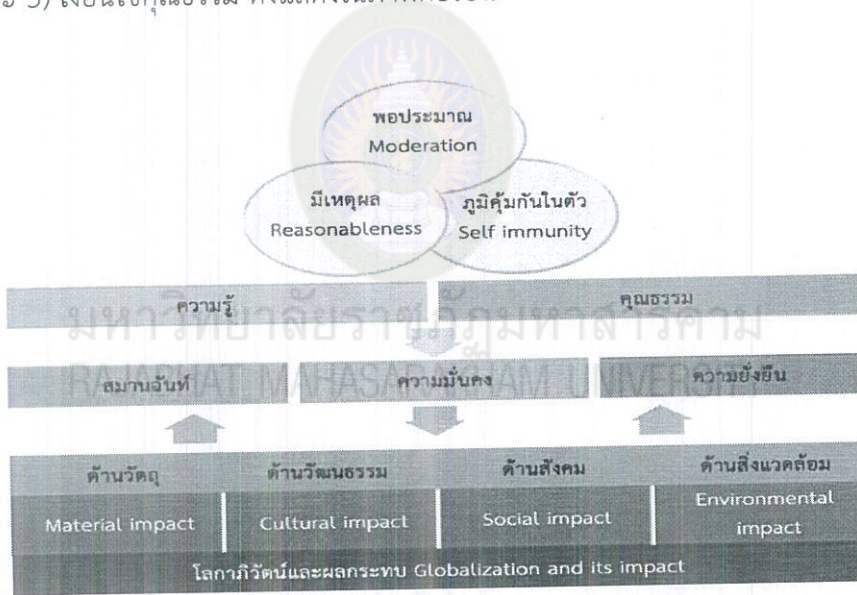 พอประมาณ
Moderation
มีเหตุผล
Reasonableness
ภูมิคุ้มกันในตัว
Self immunity
ความรู้
คุณธรรม
มหาวิทยาลัยราชภัฏมหาสารคาม
RAJABHAT MAHASARAKHAM UNIVERSITY
สมานฉันท์
ความมั่นคง
ความยั่งยืน
ด้านวัตถุ
ด้านวัฒนธรรม
ด้านสังคม
ด้านสิ่งแวดล้อม
Material impact
Cultural impact
Social impact
Environmental
impact
โลกาภิวัตน์และผลกระทบ Globalization and its impact